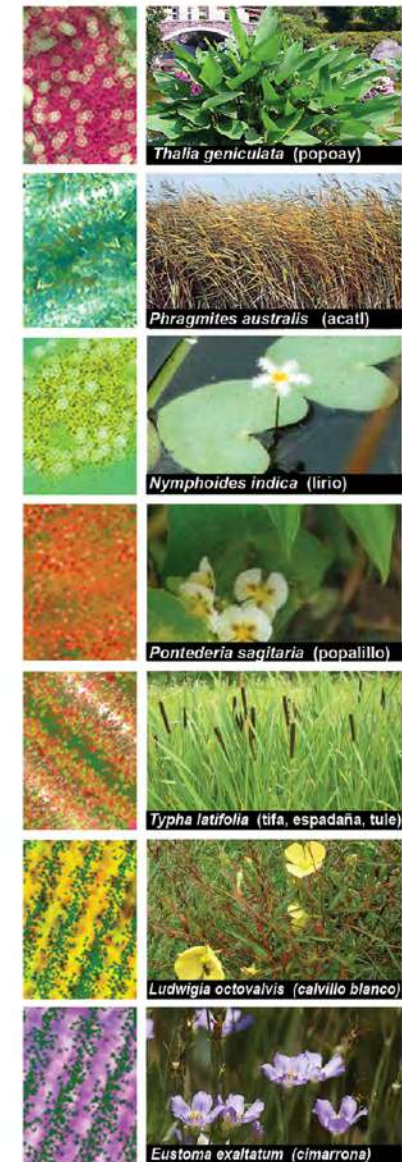 Thalia geniculata (popoay)
Phragmites australis (acatl)
Nymphoides indica (lirio)
Pontederia sagitaria (popalillo)
Typha latifolia (tifa, espadaña, tule)
Ludwigia octovalvis (calvillo blanco)
Eustoma exaltatum (cimarrona)